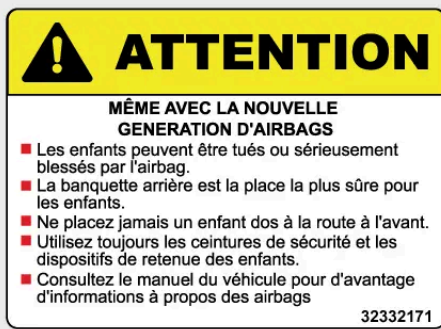 ATTENTION
MÊME AVEC LA NOUVELLE
GENERATION D'AIRBAGS
Les enfants peuvent être tués ou sérieusement
blessés par l'airbag.
La banquette arrière est la place la plus sûre pour
les enfants.
Ne placez jamais un enfant dos à la route à l'avant.
Utilisez toujours les ceintures de sécurité et les
dispositifs de retenue des enfants.
Consultez le manuel du véhicule pour d'avantage
d'informations à propos des airbags
32332171